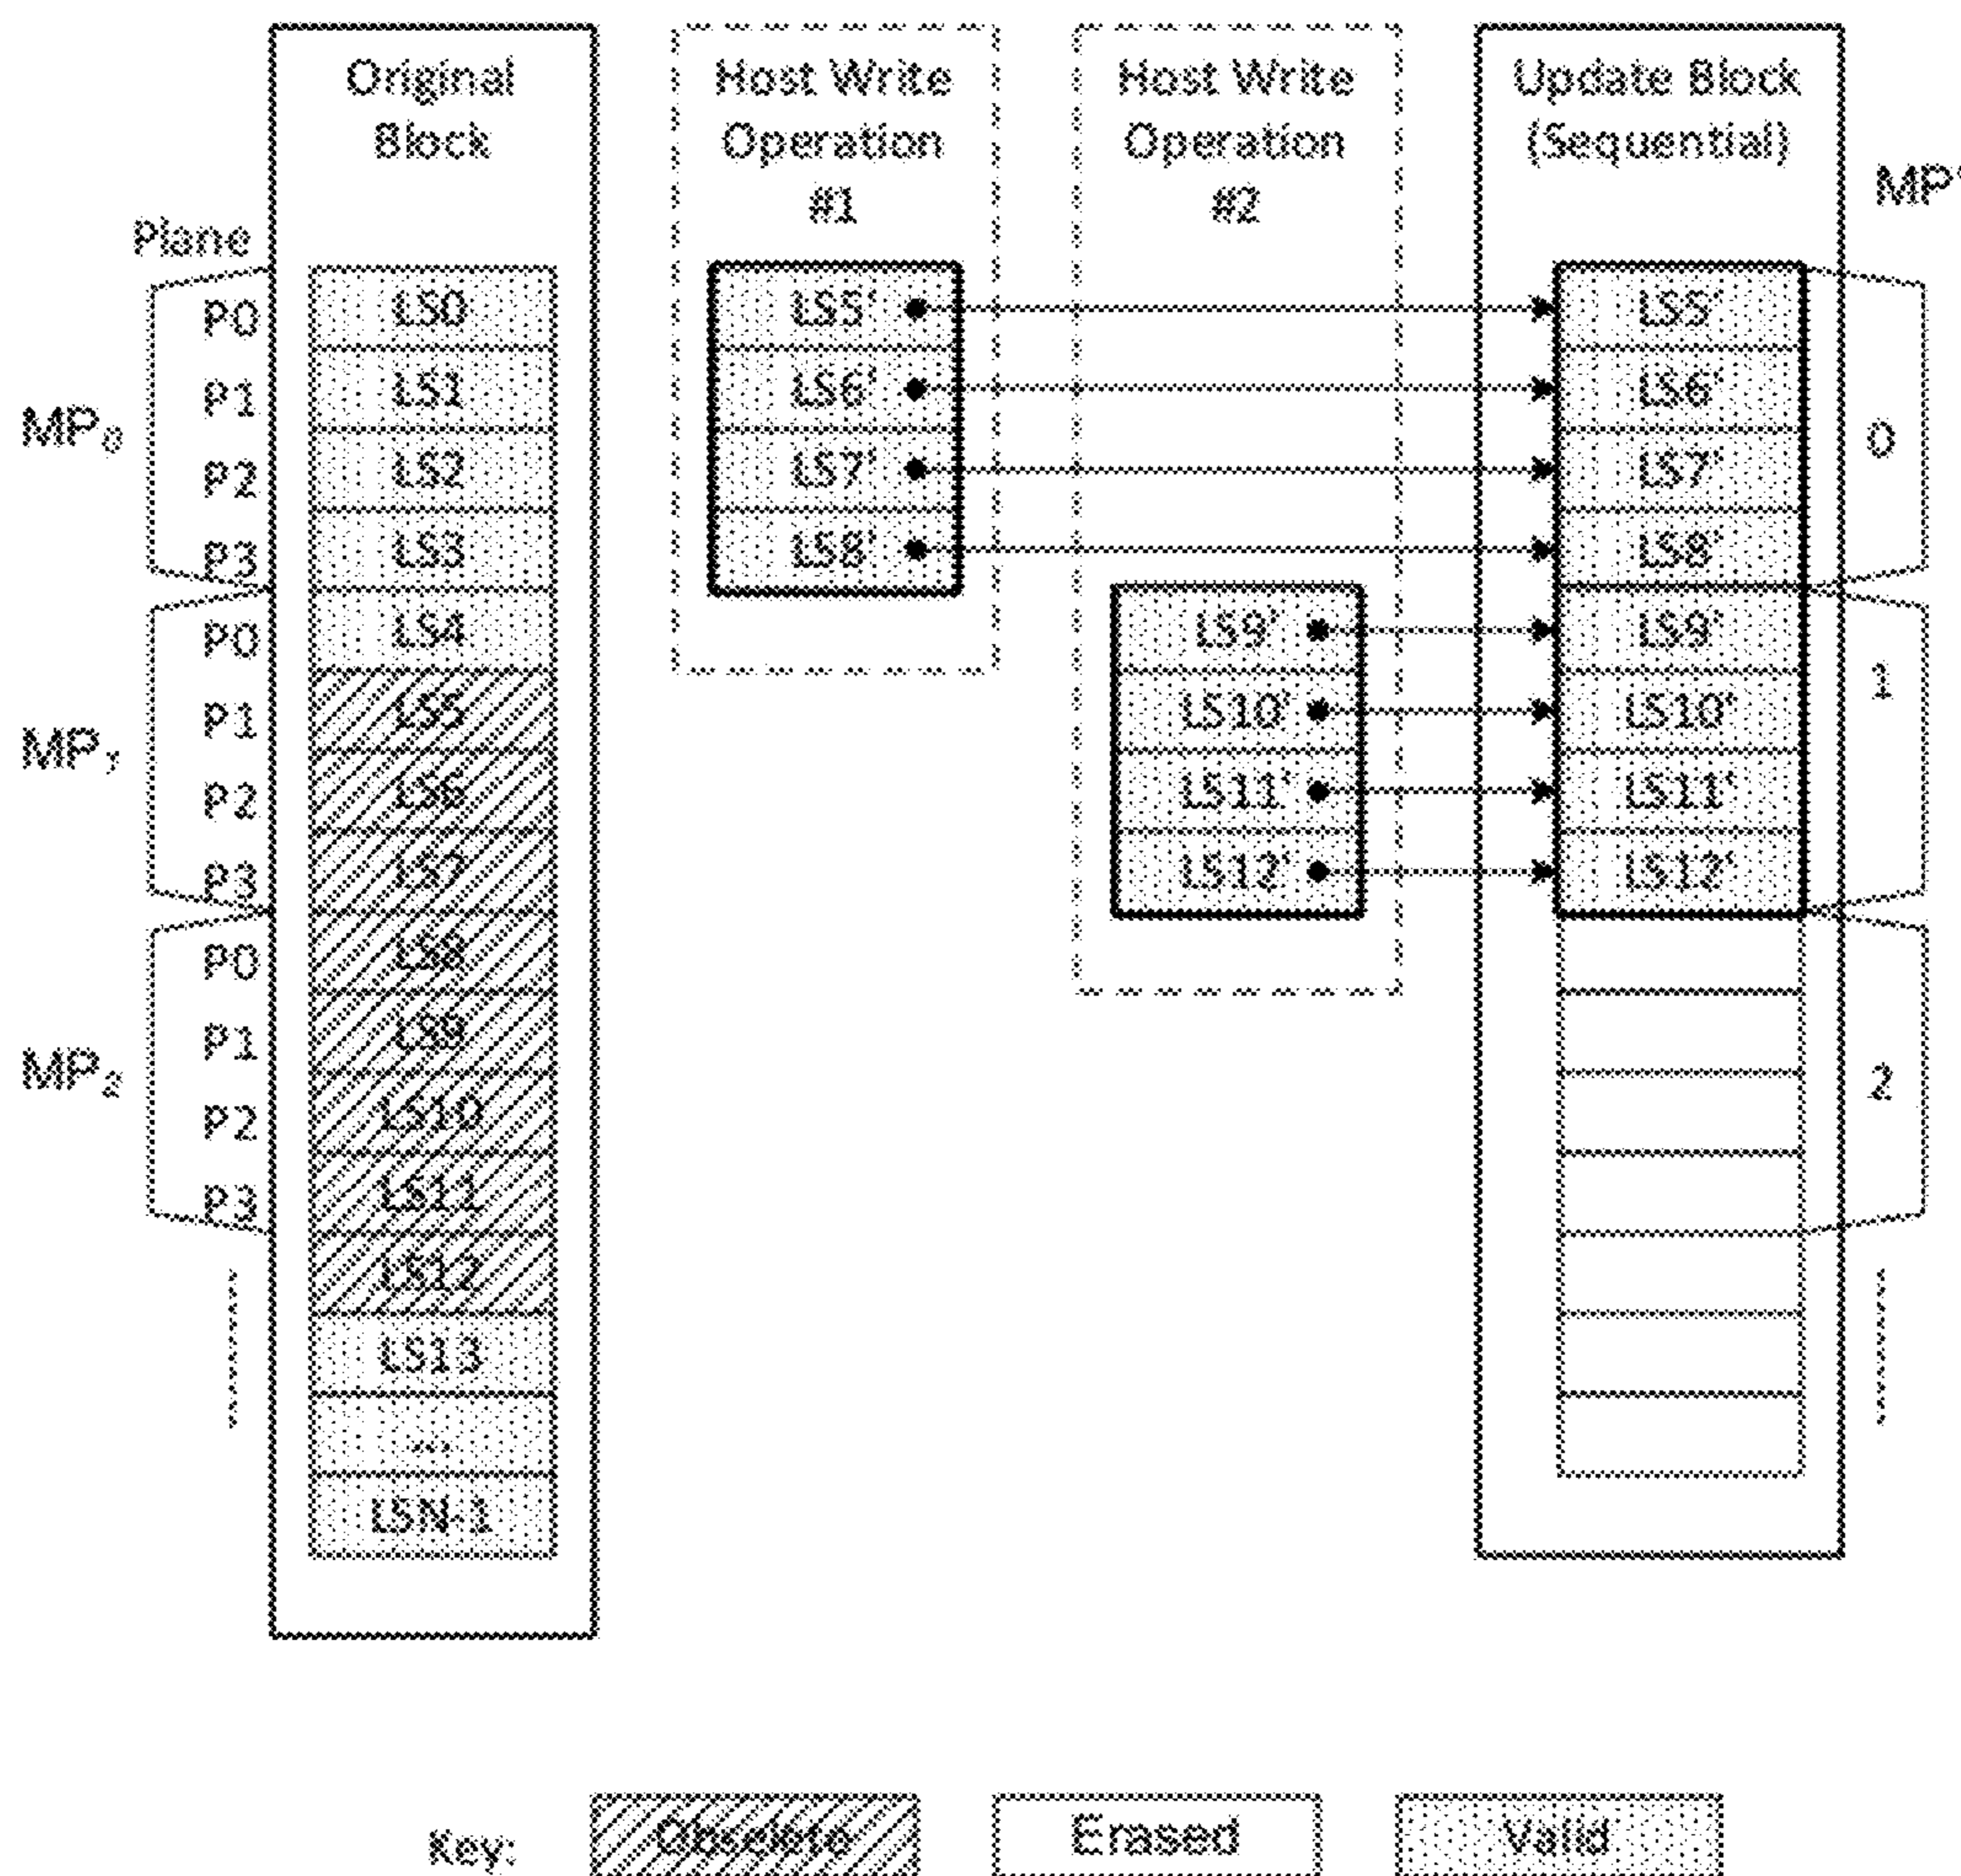 Original
Block
Host Write
Operation
#1
Host Write
Operation
#2
Update Block
(Sequential)
MP'
Plane
MP0
P0
P1
P2
P3
MP1
P0
P1
P2
P3
MP2
P0
P1
P2
P3
LS0
LS1
LS2
LS3
LS4
LS5
LS6
LS7
LS8
LS9
LS10
LS11
LS12
LS13
...
LSN-1
LS5'
LS6'
LS7'
LS8'
LS9'
LS10'
LS11'
LS12'
LS5'
LS6'
LS7'
LS8'
LS9'
LS10'
LS11'
LS12'
0
1
2
Key:
Obsolete
Erased
Valid